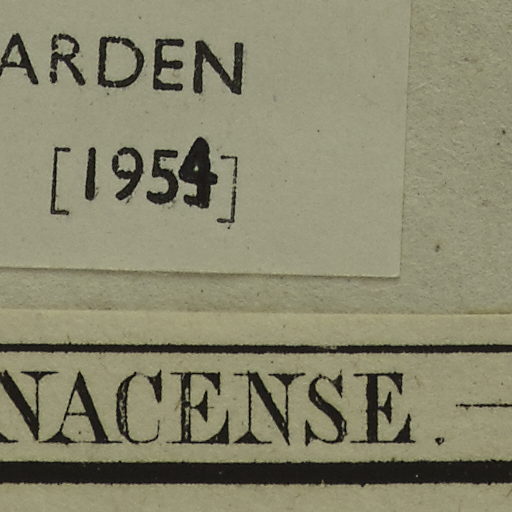 ARDEN
[1954]
NACENSE. —